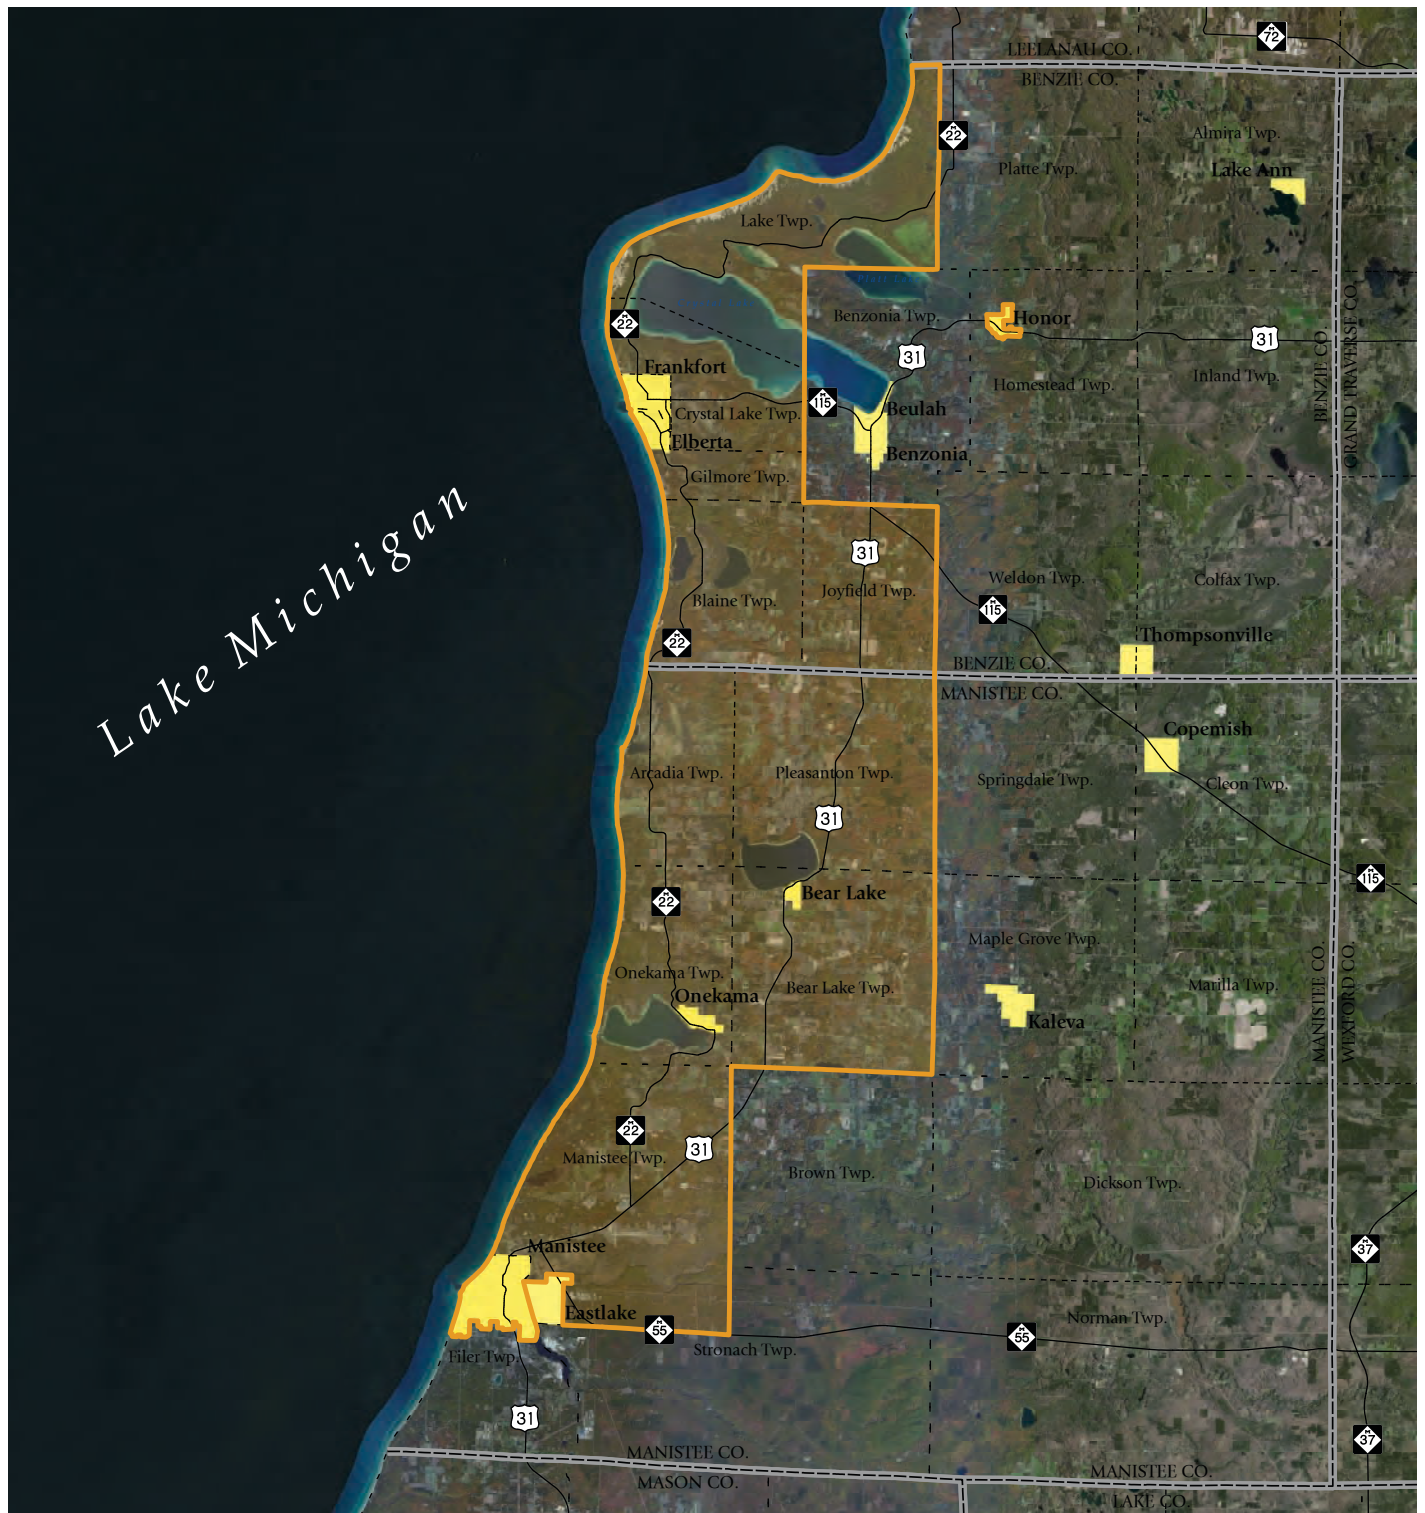 72
LEELANAU CO.
BENZIE CO.
22
Almira Twp.
Platte Twp.
Lake Ann
Lake Twp.
Benzonia Twp.
Honor
22
31
31
BENZIE CO.
GRAND TRAVERSE CO.
Frankfort
Homestead Twp.
Inland Twp.
115
Crystal Lake Twp.
Beulah
Elberta
Benzonia
Gilmore Twp.
Lake Michigan
31
Weldon Twp.
Colfax Twp.
Joyfield Twp.
Blaine Twp.
115
22
Thompsonville
BENZIE CO.
MANISTEE CO.
Copemish
Arcadia Twp.
Pleasanton Twp.
Springdale Twp.
Cleon Twp.
31
115
22
Bear Lake
Maple Grove Twp.
MANISTEE CO.
WEXFORD CO.
Onekama Twp.
Onekama
Bear Lake Twp.
Marilla Twp.
Kaleva
22
31
Manistee Twp.
Brown Twp.
Dickson Twp.
Manistee
37
Eastlake
Norman Twp.
55
55
Filer Twp.
Stronach Twp.
31
37
MANISTEE CO.
MASON CO.
MANISTEE CO.
LAKE CO.